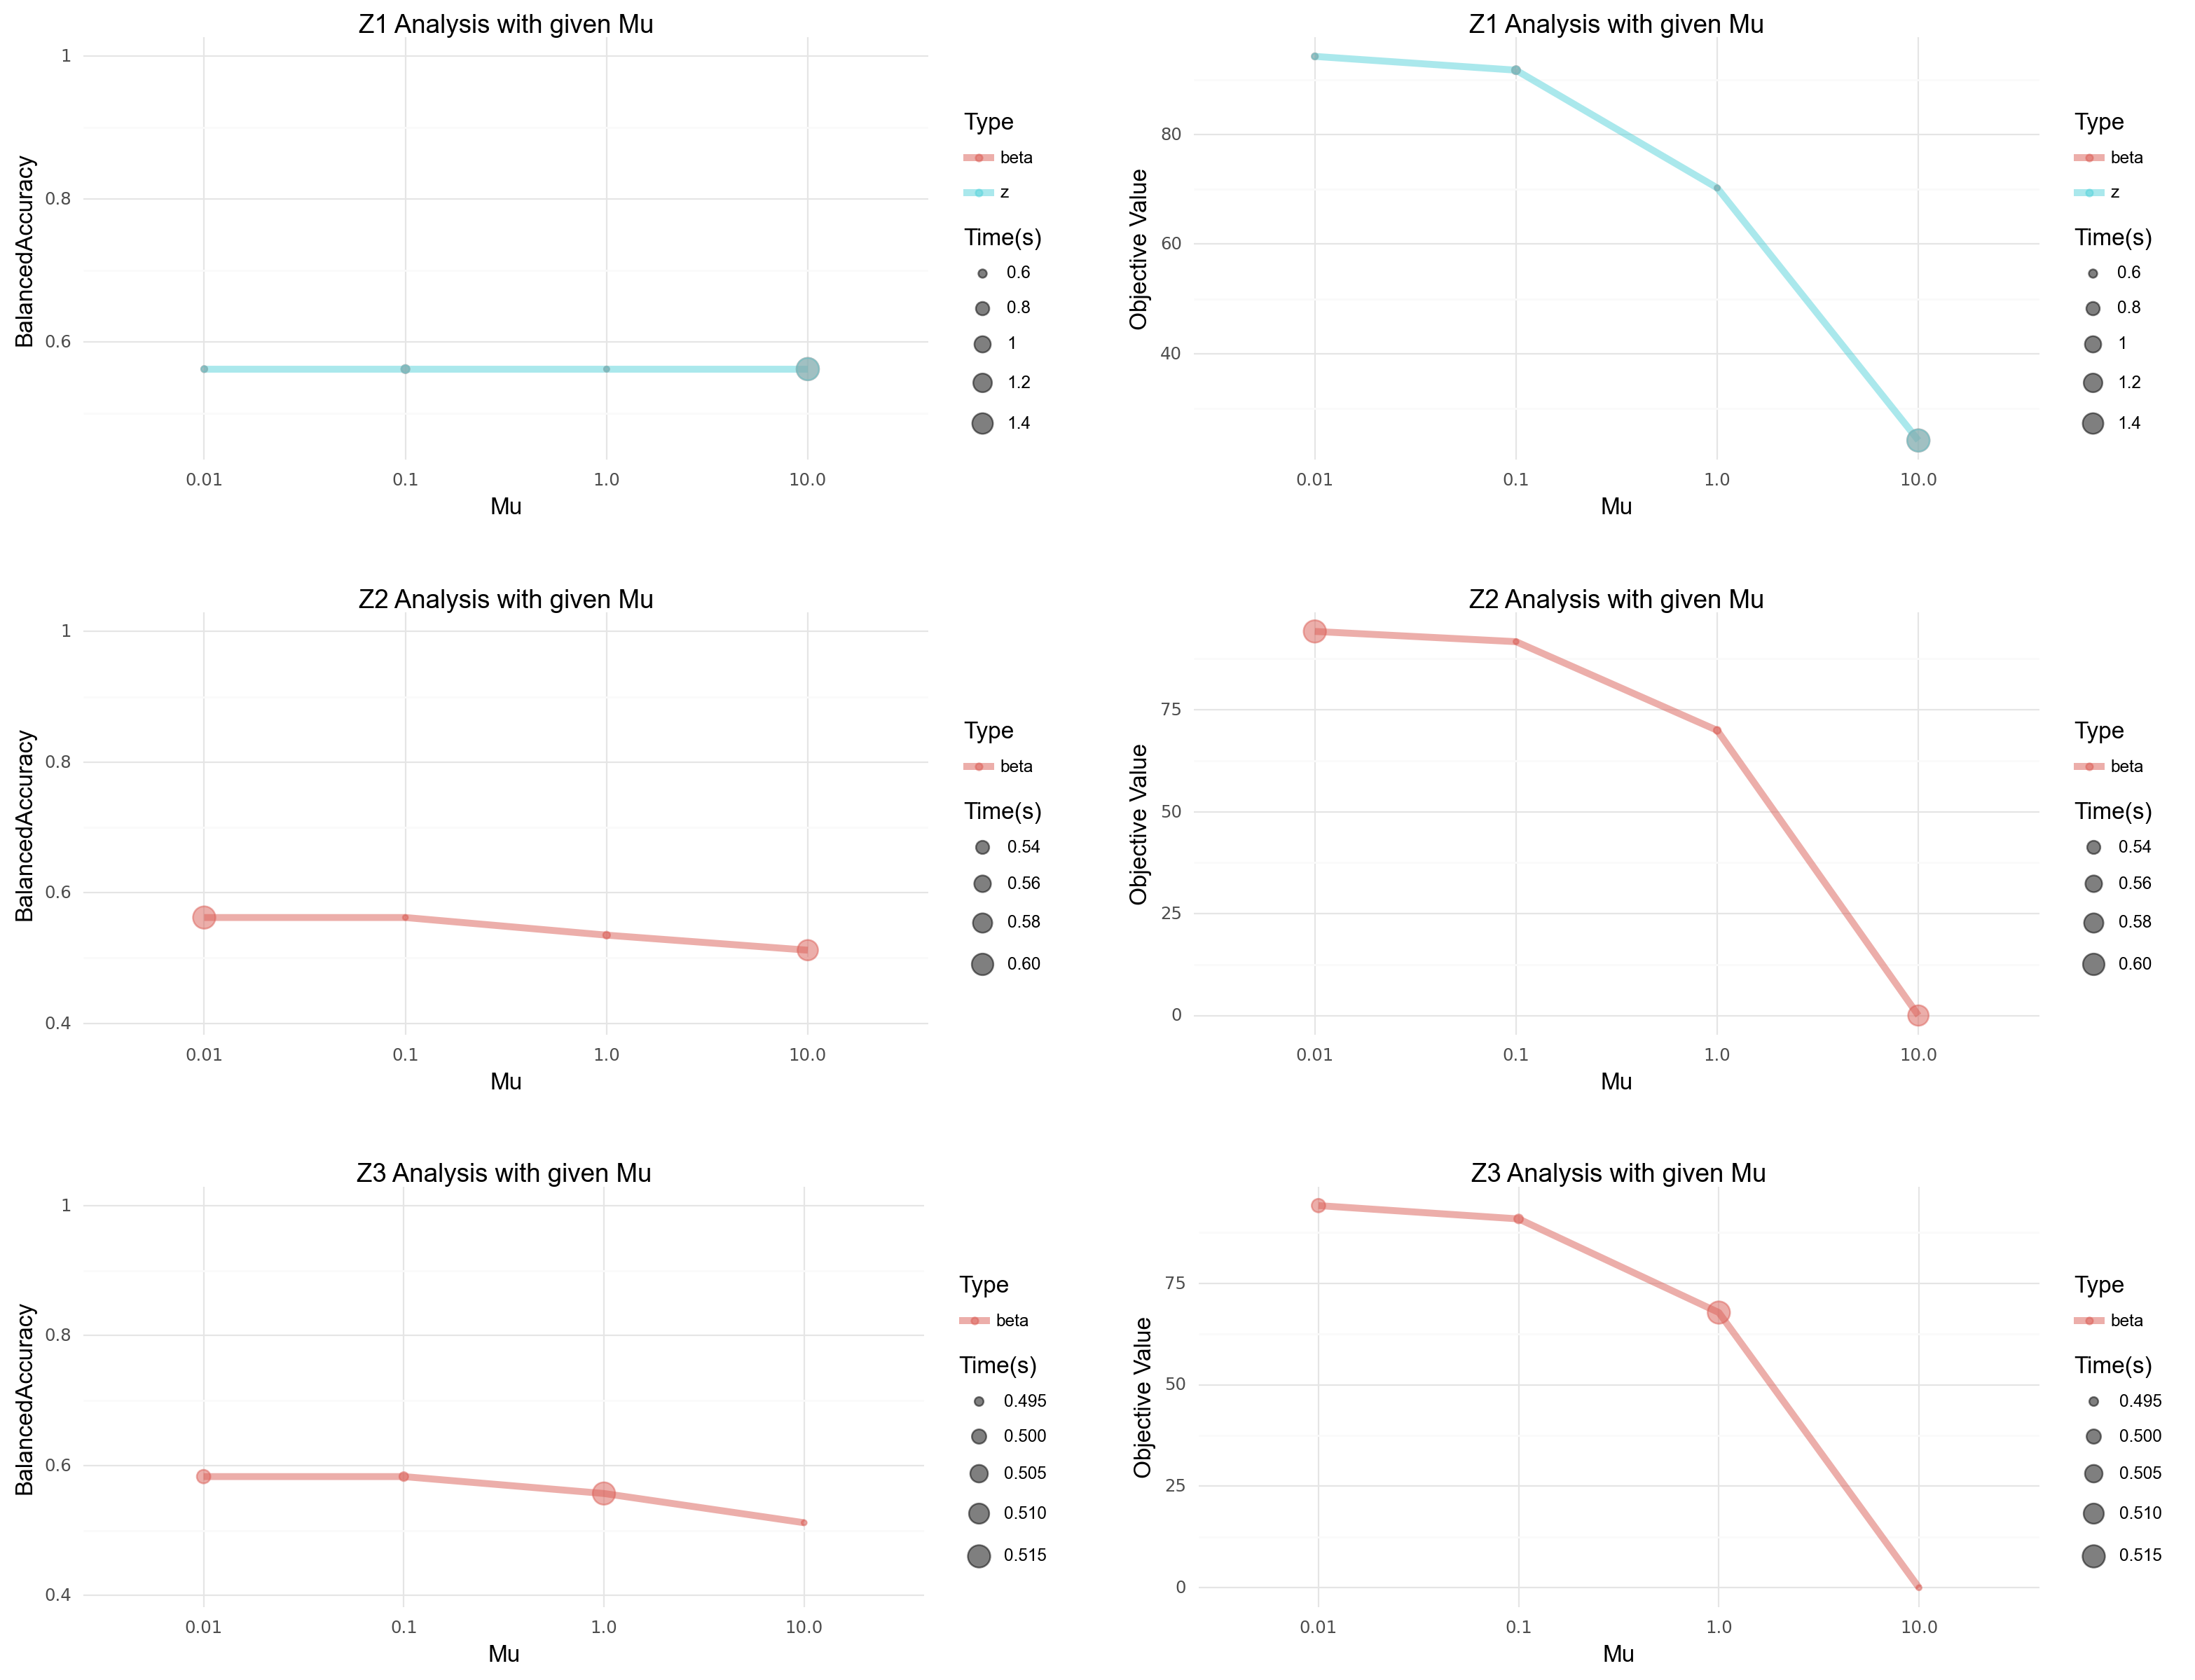 Z1 Analysis with given Mu
1
0.8
0.6
BalancedAccuracy
0.01 0.1 1.0 10.0
Mu
Type
beta
z
Time(s)
0.6
0.8
1
1.2
1.4
Z1 Analysis with given Mu
80
60
40
Objective Value
0.01 0.1 1.0 10.0
Mu
Type
beta
z
Time(s)
0.6
0.8
1
1.2
1.4
Z2 Analysis with given Mu
1
0.8
0.6
0.4
BalancedAccuracy
0.01 0.1 1.0 10.0
Mu
Type
beta
Time(s)
0.54
0.56
0.58
0.60
Z2 Analysis with given Mu
75
50
25
0
Objective Value
0.01 0.1 1.0 10.0
Mu
Type
beta
Time(s)
0.54
0.56
0.58
0.60
Z3 Analysis with given Mu
1
0.8
0.6
0.4
BalancedAccuracy
0.01 0.1 1.0 10.0
Mu
Type
beta
Time(s)
0.495
0.500
0.505
0.510
0.515
Z3 Analysis with given Mu
75
50
25
0
Objective Value
0.01 0.1 1.0 10.0
Mu
Type
beta
Time(s)
0.495
0.500
0.505
0.510
0.515